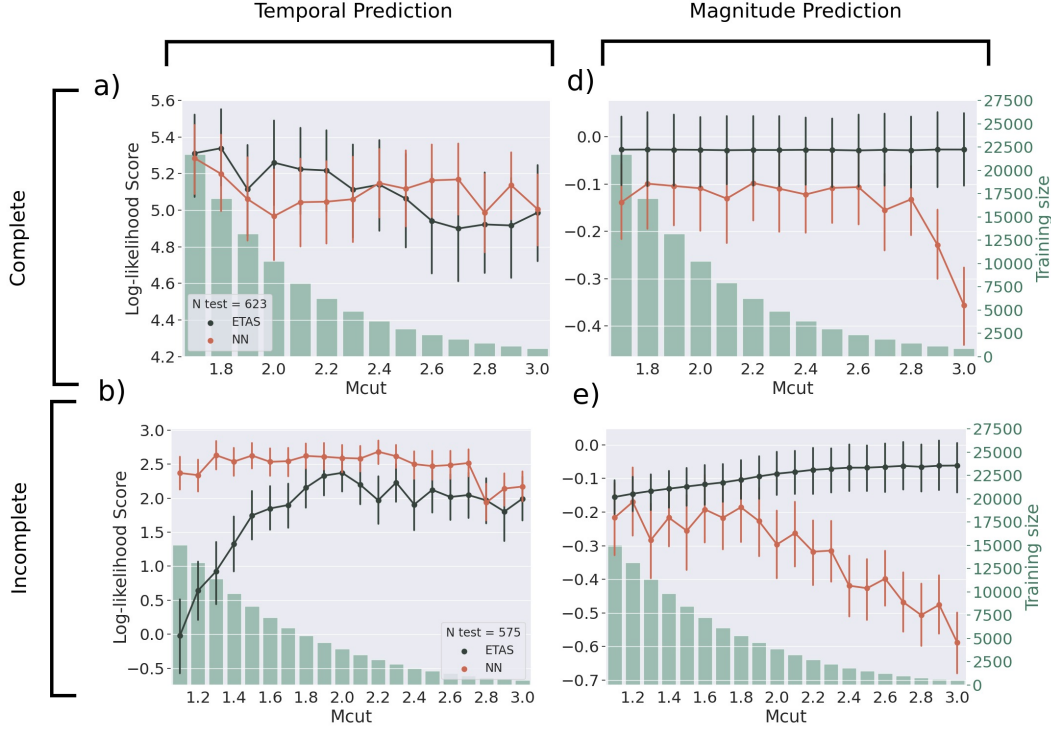 Temporal Prediction
Magnitude Prediction
Complete
Incomplete
a)
5.6
5.4
5.2
5.0
4.8
4.6
4.4
4.2
Log-likelihood Score
N test = 623
ETAS
NN
1.8 2.0 2.2 2.4 2.6 2.8 3.0
Mcut
d)
0.0
−0.1
−0.2
−0.3
−0.4
27500
25000
22500
20000
17500
15000
12500
10000
7500
5000
2500
0
Training size
1.8 2.0 2.2 2.4 2.6 2.8 3.0
Mcut
b)
3.0
2.5
2.0
1.5
1.0
0.5
0.0
−0.5
Log-likelihood Score
N test = 575
ETAS
NN
1.2 1.4 1.6 1.8 2.0 2.2 2.4 2.6 2.8 3.0
Mcut
e)
0.0
−0.1
−0.2
−0.3
−0.4
−0.5
−0.6
−0.7
27500
25000
22500
20000
17500
15000
12500
10000
7500
5000
2500
0
Training size
1.2 1.4 1.6 1.8 2.0 2.2 2.4 2.6 2.8 3.0
Mcut